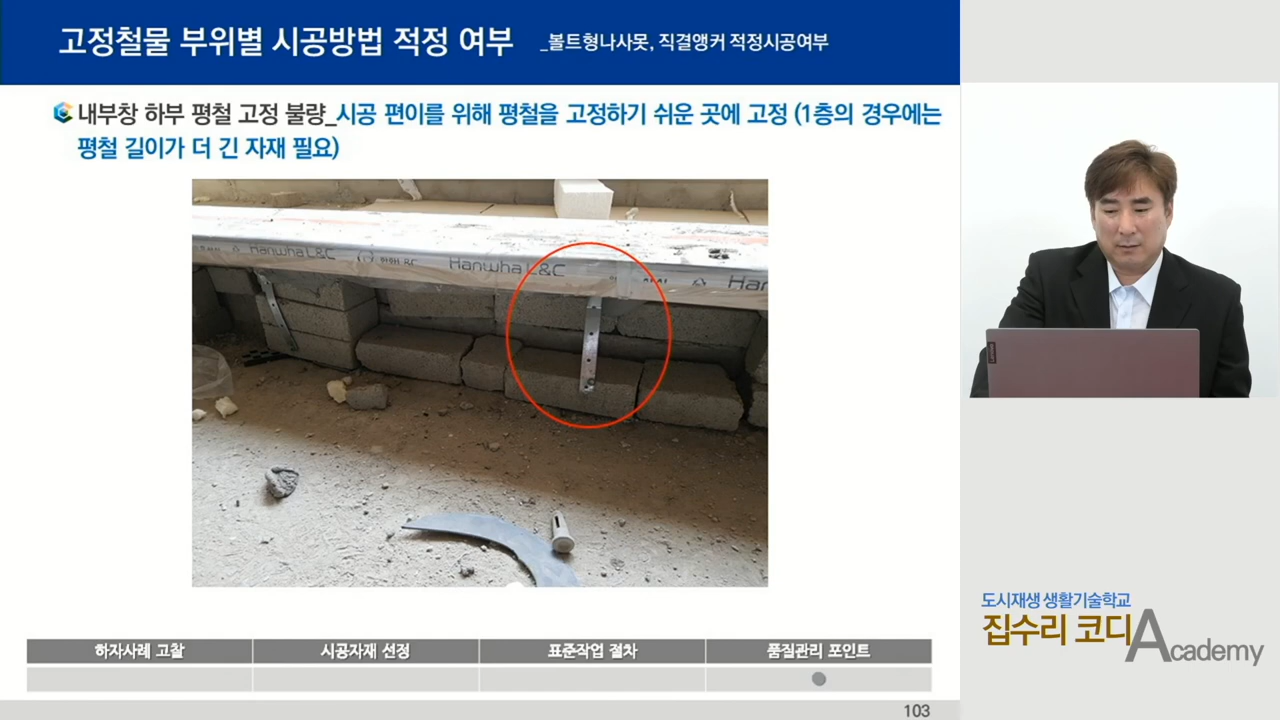 고정철물 부위별 시공방법 적정 여부 _볼트형나사못, 직결앵커 적정시공여부
내부창 하부 평철 고정 불량_시공 편이를 위해 평철을 고정하기 쉬운 곳에 고정 (1층의 경우에는
평철 길이가 더 긴 자재 필요)
Hanwha L&C
Hanwha L&C
Han
Lenovo
도시재생 생활기술학교
집수리 코디Academy
하자사례 고찰 시공자재 선정 표준작업 절차 품질관리 포인트
103